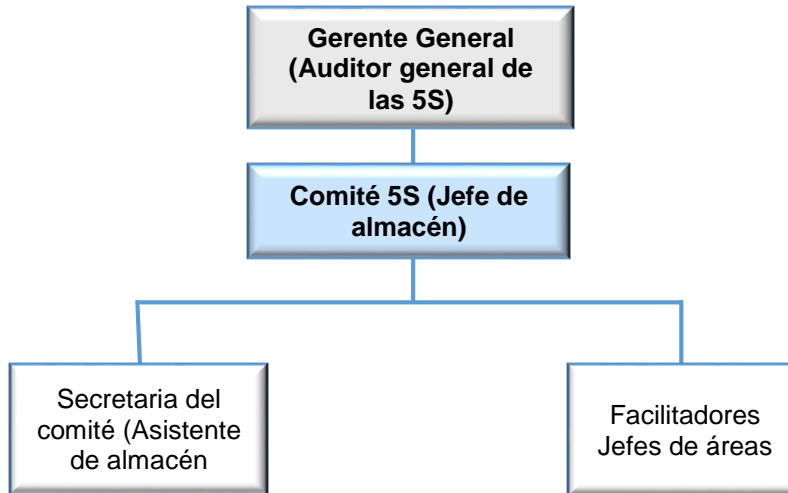 Gerente General
(Auditor general de
las 5S)
Comité 5S (Jefe de
almacén)
Secretaria del
comité (Asistente
de almacén
Facilitadores
Jefes de áreas